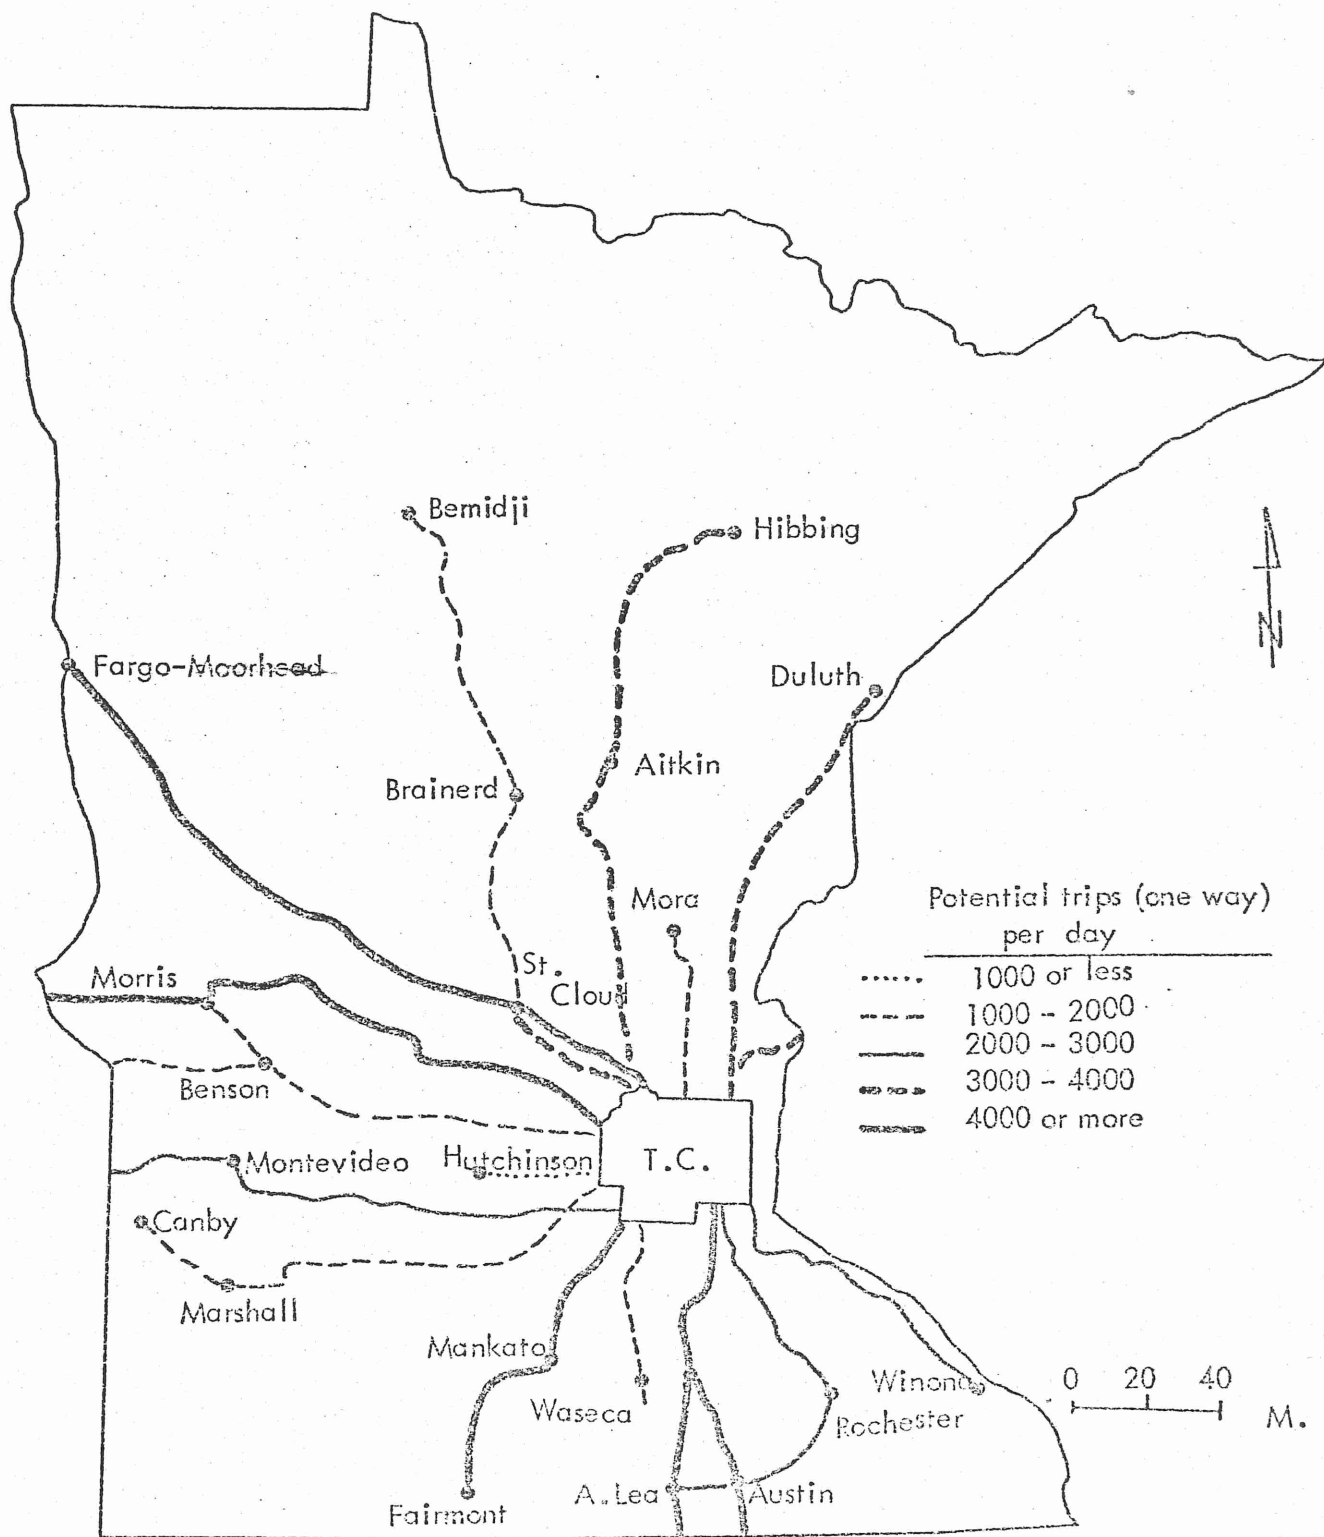 Bemidji
Hibbing
N
Fargo-Moorhead
Duluth
Aitkin
Brainerd
Mora
Potential trips (one way)
per day
1000 or less
1000 - 2000
2000 - 3000
3000 - 4000
4000 or more
St.
Cloud
Morris
Benson
Montevideo
Hutchinson
T.C.
Canby
Marshall
Mankato
Waseca
Winona
Rochester
0 20 40
M.
A.Lea
Austin
Fairmont